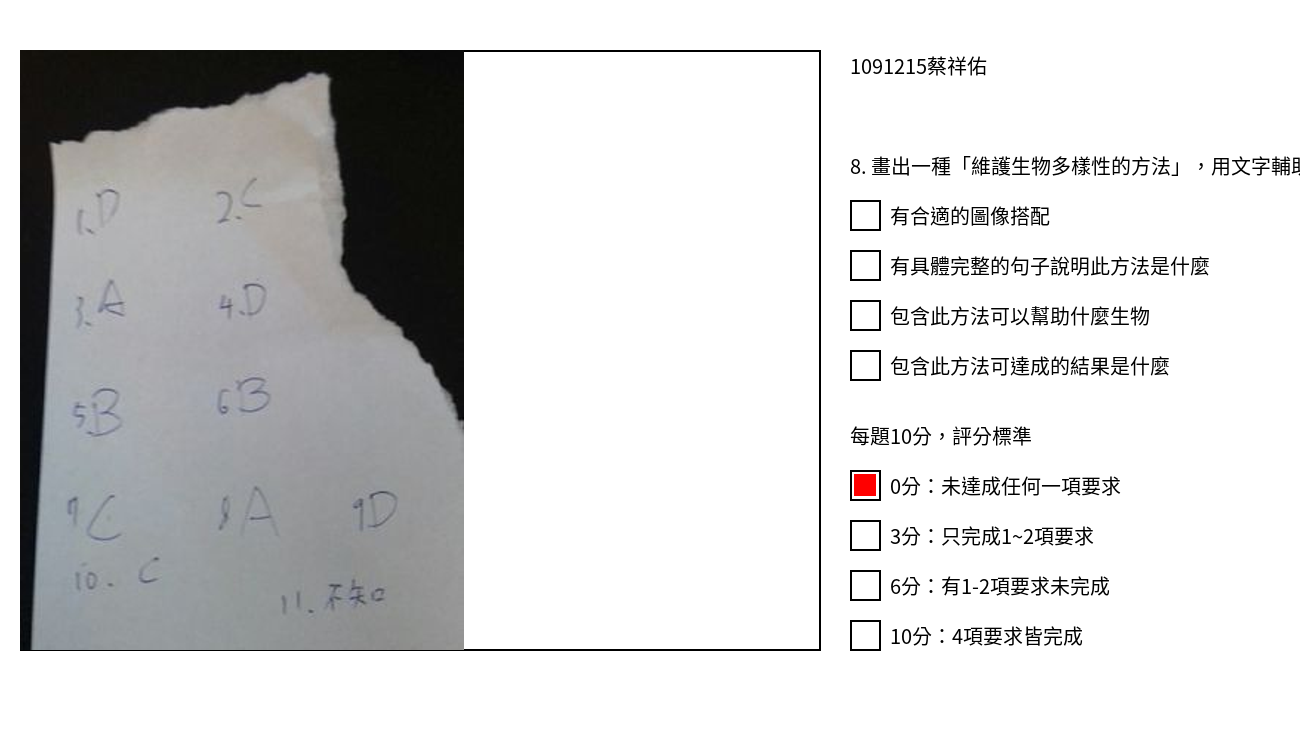 1.D 2.C
3.A 4.D
5B 6B
7C 8A 9D
10. C
11. 不知
1091215蔡祥佑
8. 畫出一種「維護生物多樣性的方法」，用文字輔
有合適的圖像搭配
有具體完整的句子說明此方法是什麼
包含此方法可以幫助什麼生物
包含此方法可達成的結果是什麼
每題10分，評分標準
0分：未達成任何一項要求
3分：只完成1~2項要求
6分：有1-2項要求未完成
10分：4項要求皆完成